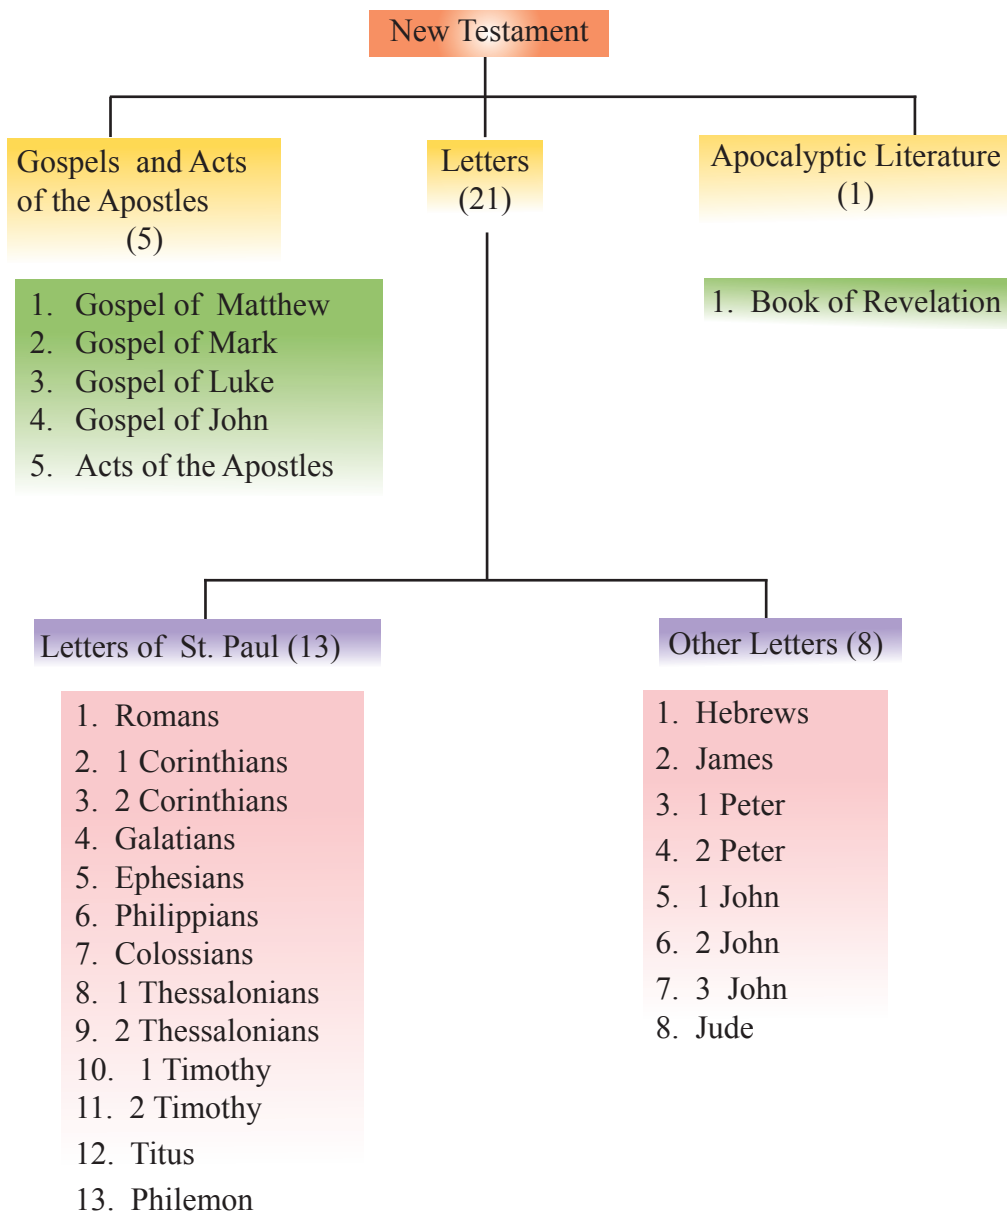 New Testament
Gospels and Acts
of the Apostles
(5)
Letters
(21)
Apocalyptic Literature
(1)
1. Gospel of Matthew
2. Gospel of Mark
3. Gospel of Luke
4. Gospel of John
5. Acts of the Apostles
1. Book of Revelation
Letters of St. Paul (13)
1. Romans
2. 1 Corinthians
3. 2 Corinthians
4. Galatians
5. Ephesians
6. Philippians
7. Colossians
8. 1 Thessalonians
9. 2 Thessalonians
10. 1 Timothy
11. 2 Timothy
12. Titus
13. Philemon
Other Letters (8)
1. Hebrews
2. James
3. 1 Peter
4. 2 Peter
5. 1 John
6. 2 John
7. 3 John
8. Jude